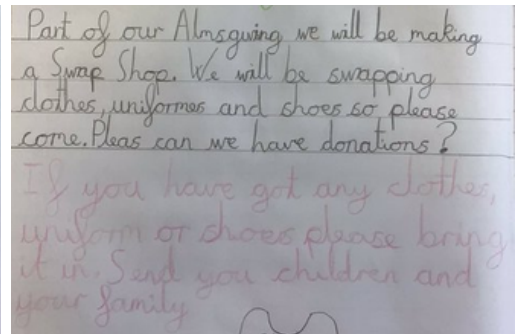 Part of our Almsgiving we will be making
a Swap Shop. We will be swapping
clothes, uniformes and shoes so please
come. Pleas can we have donations?
If you have got any clothes,
uniform or shoes please bring
it in. Send you children and
your family